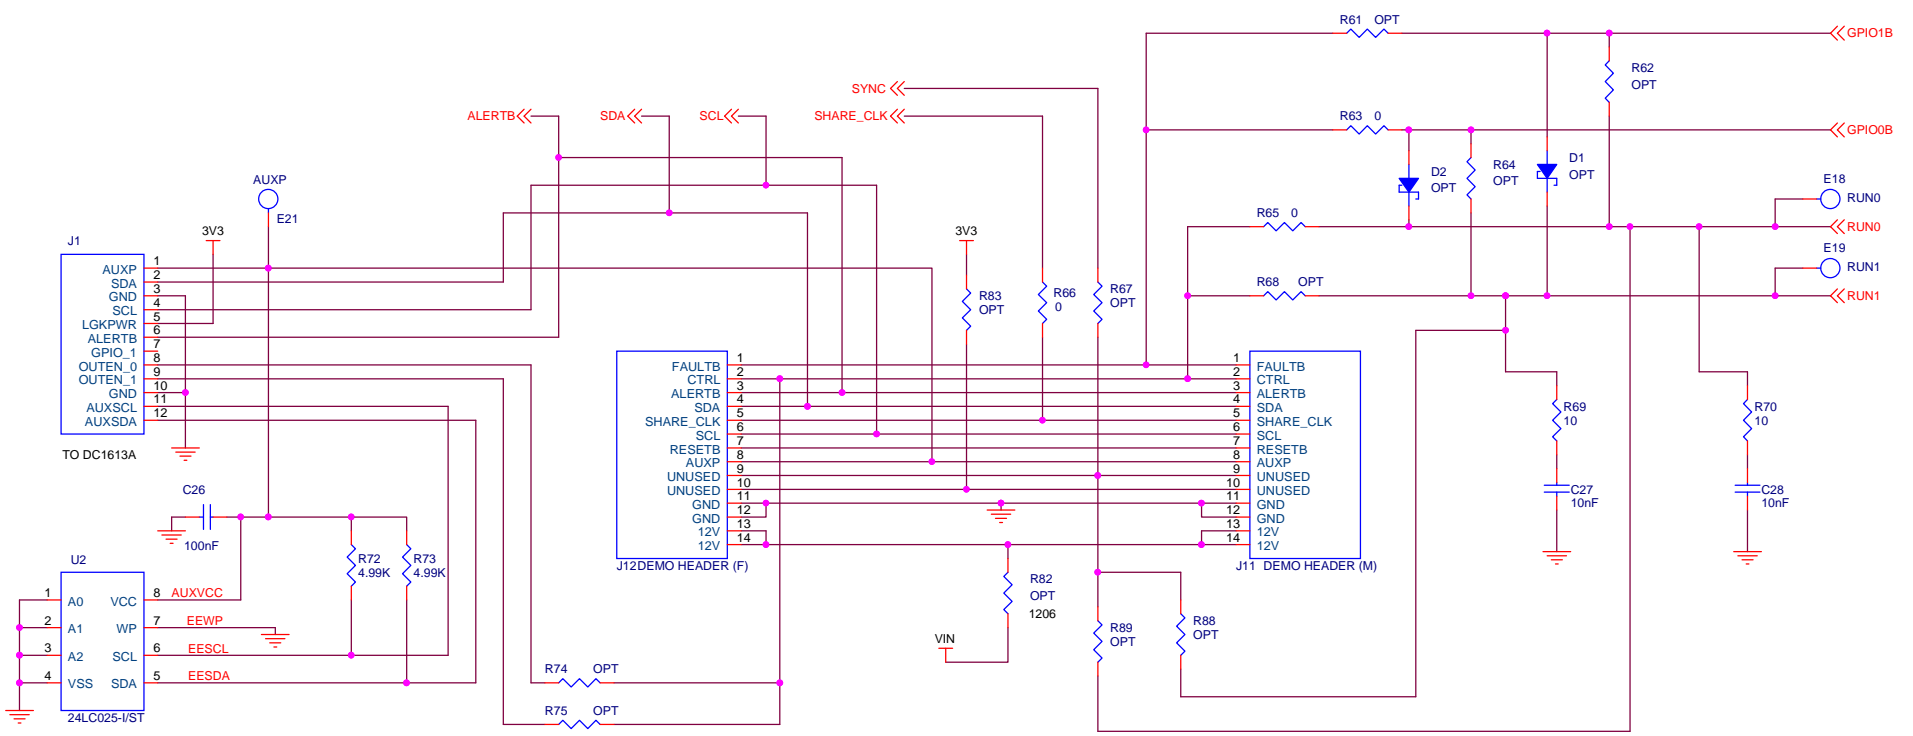 R61 OPT
GPIO1B
R62
OPT
SYNC
ALERTB
SDA
SCL
SHARE_CLK
R63 0
GPIO0B
D2
OPT
R64
OPT
D1
OPT
E18
RUN0
AUXP
E21
R65 0
RUN0
3V3
3V3
E19
RUN1
R68 OPT
RUN1
R83
OPT
R66
0
R67
OPT
J1
AUXP 1
SDA 2
GND 3
SCL 4
LGKPWR 5
ALERTB 6
GPIO_1 7
OUTEN_0 8
OUTEN_1 9
GND 10
AUXSCL 11
AUXSDA 12
TO DC1613A
FAULTB 1
CTRL 2
ALERTB 3
SDA 4
SHARE_CLK 5
SCL 6
RESETB 7
AUXP 8
UNUSED 9
UNUSED 10
GND 11
GND 12
12V 13
12V 14
J12 DEMO HEADER (F)
1 FAULTB
2 CTRL
3 ALERTB
4 SDA
5 SHARE_CLK
6 SCL
7 RESETB
8 AUXP
9 UNUSED
10 UNUSED
11 GND
12 GND
13 12V
14 12V
J11 DEMO HEADER (M)
R69
10
R70
10
C27
10nF
C28
10nF
C26
100nF
R72
4.99K
R73
4.99K
U2
1 A0 VCC 8 AUXVCC
2 A1 WP 7 EEWP
3 A2 SCL 6 EESCL
4 VSS SDA 5 EESDA
24LC025-I/ST
R82
OPT
1206
VIN
R89
OPT
R88
OPT
R74 OPT
R75 OPT